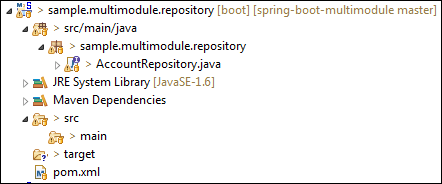 > sample.multimodule.repository [boot] [spring-boot-multimodule master]
> src/main/java
> sample.multimodule.repository
> AccountRepository.java
JRE System Library [JavaSE-1.6]
Maven Dependencies
> src
> main
> target
pom.xml